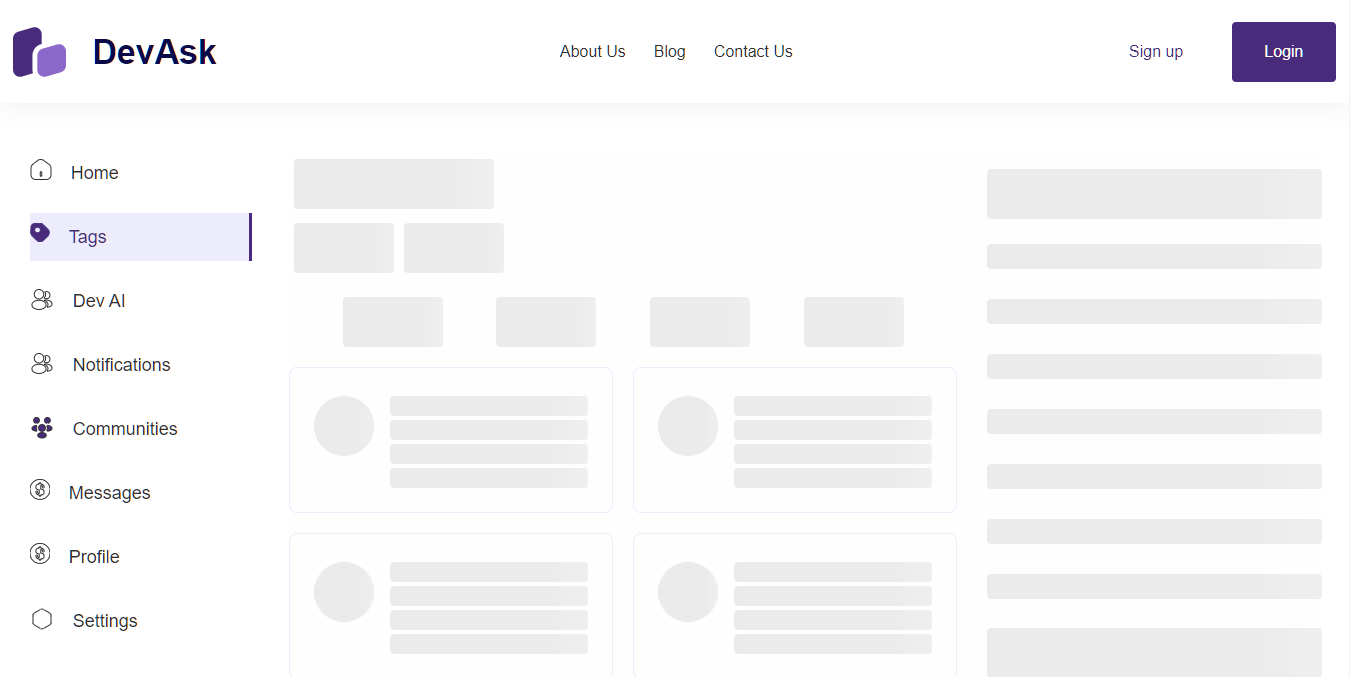 DevAsk
About Us
Blog
Contact Us
Sign up
Login
Home
Tags
Dev AI
Notifications
Communities
Messages
Profile
Settings